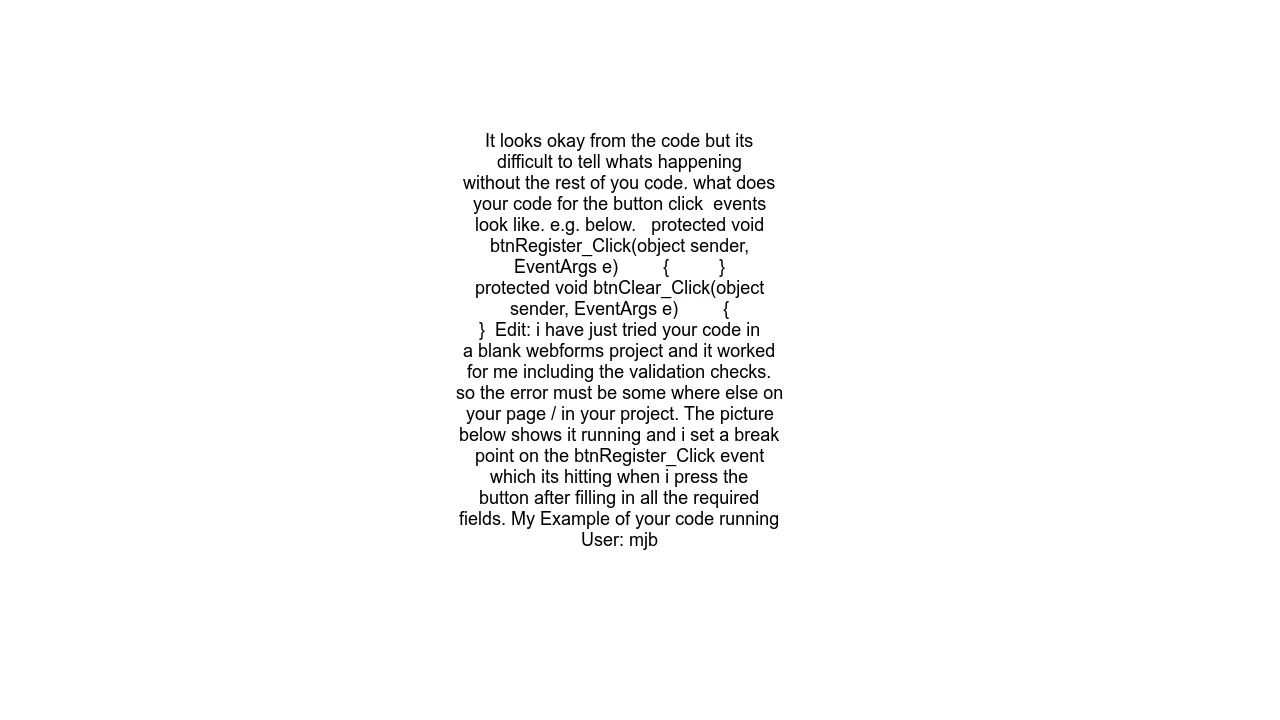 It looks okay from the code but its
difficult to tell whats happening
without the rest of you code. what does
your code for the button click  events
look like. e.g. below.   protected void
btnRegister_Click(object sender,
EventArgs e)         {          }
protected void btnClear_Click(object
sender, EventArgs e)         {
}  Edit: i have just tried your code in
a blank webforms project and it worked
for me including the validation checks.
so the error must be some where else on
your page / in your project. The picture
below shows it running and i set a break
point on the btnRegister_Click event
which its hitting when i press the
button after filling in all the required
fields. My Example of your code running
User: mjb